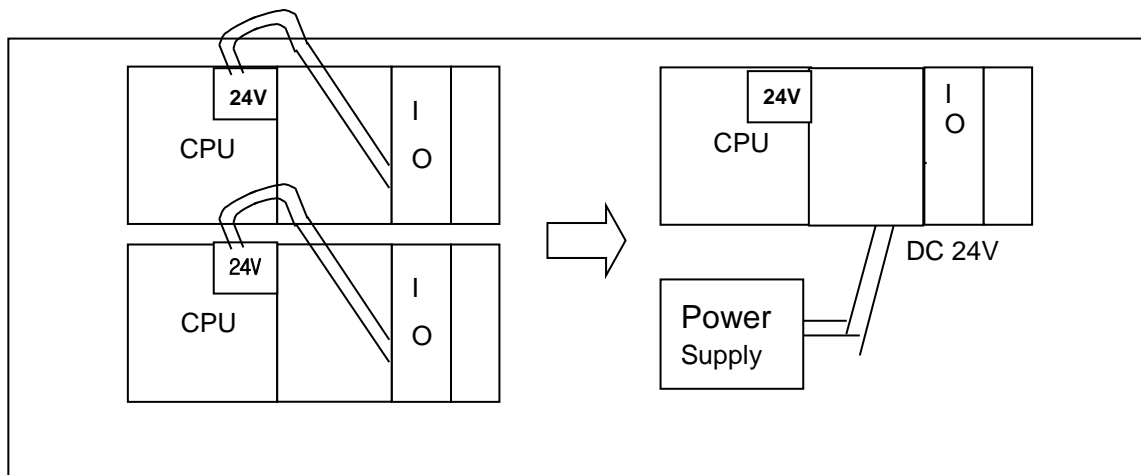 24V
CPU
I
O
24V
CPU
I
O
24V
CPU
I
O
DC 24V
Power
Supply